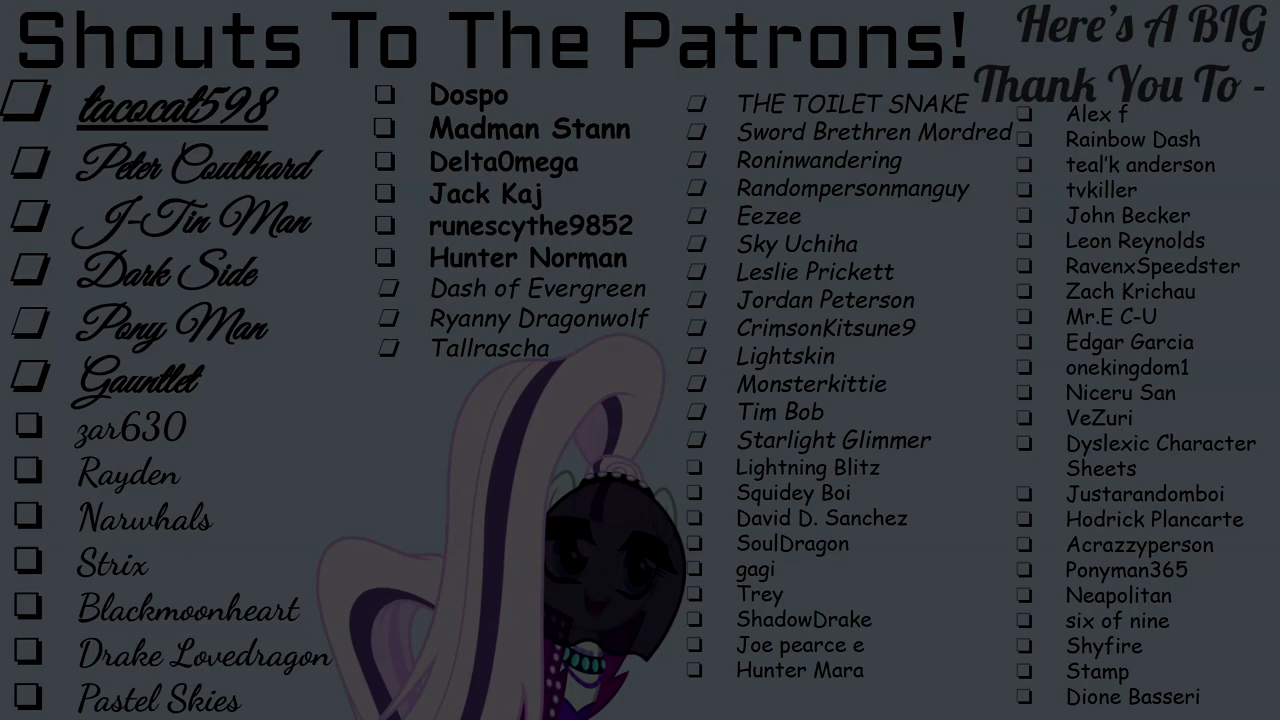 Shouts To The Patrons!
Here's A BIG
Thank You To -
tacocat598
Peter Coulthard
J-Tin Man
Dark Side
Pony Man
Gauntlet
zar630
Rayden
Narwhals
Strix
Blackmoonheart
Drake Lovedragon
Pastel Skies
Dospo
Madman Stann
Delta0mega
Jack Kaj
runescythe9852
Hunter Norman
Dash of Evergreen
Ryanny Dragonwolf
Tallrascha
THE TOILET SNAKE
Sword Brethren Mordred
Roninwandering
Randompersonmanguy
Eezee
Sky Uchiha
Leslie Prickett
Jordan Peterson
CrimsonKitsune9
Lightskin
Monsterkittie
Tim Bob
Starlight Glimmer
Lightning Blitz
Squidey Boi
David D. Sanchez
SoulDragon
gagi
Trey
ShadowDrake
Joe pearce e
Hunter Mara
Alex f
Rainbow Dash
teal'k anderson
tvkiller
John Becker
Leon Reynolds
RavenxSpeedster
Zach Krichau
Mr.E C-U
Edgar Garcia
onekingdom1
Niceru San
VeZuri
Dyslexic Character
Sheets
Justarandomboi
Hodrick Plancarte
Acrazzyperson
Ponyman365
Neapolitan
six of nine
Shyfire
Stamp
Dione Basseri